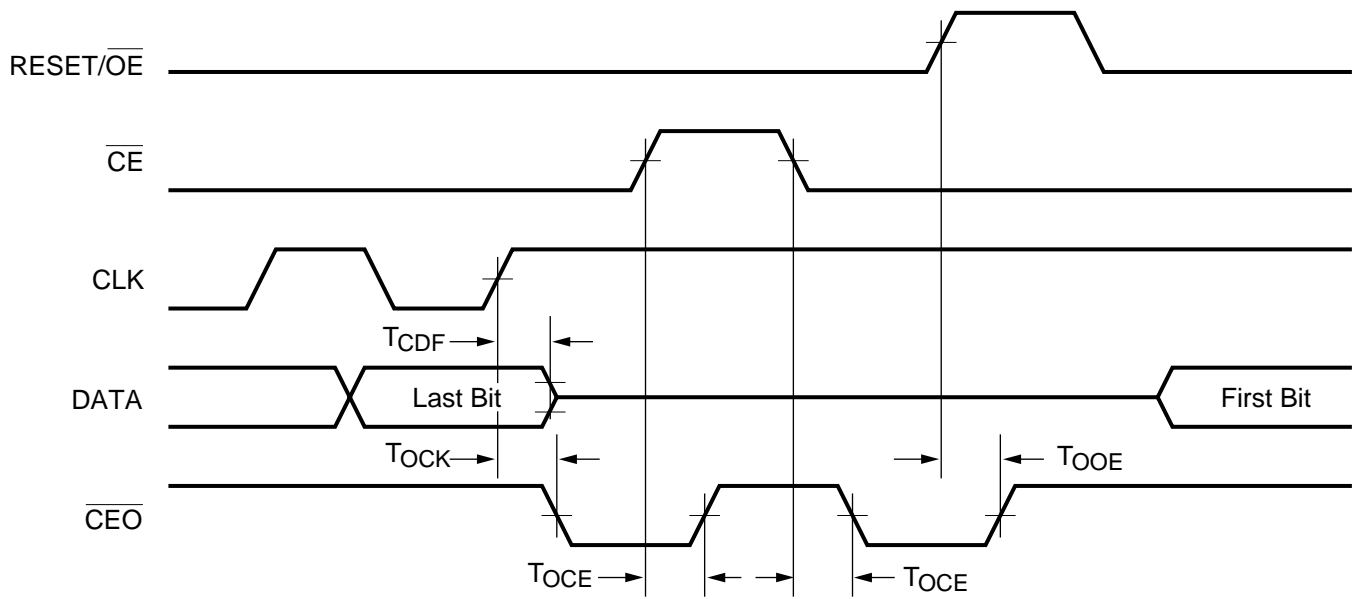 RESET/OE
CE
CLK
TCDF
DATA
Last Bit
First Bit
TOCK
TOOE
CEO
TOCE
TOCE